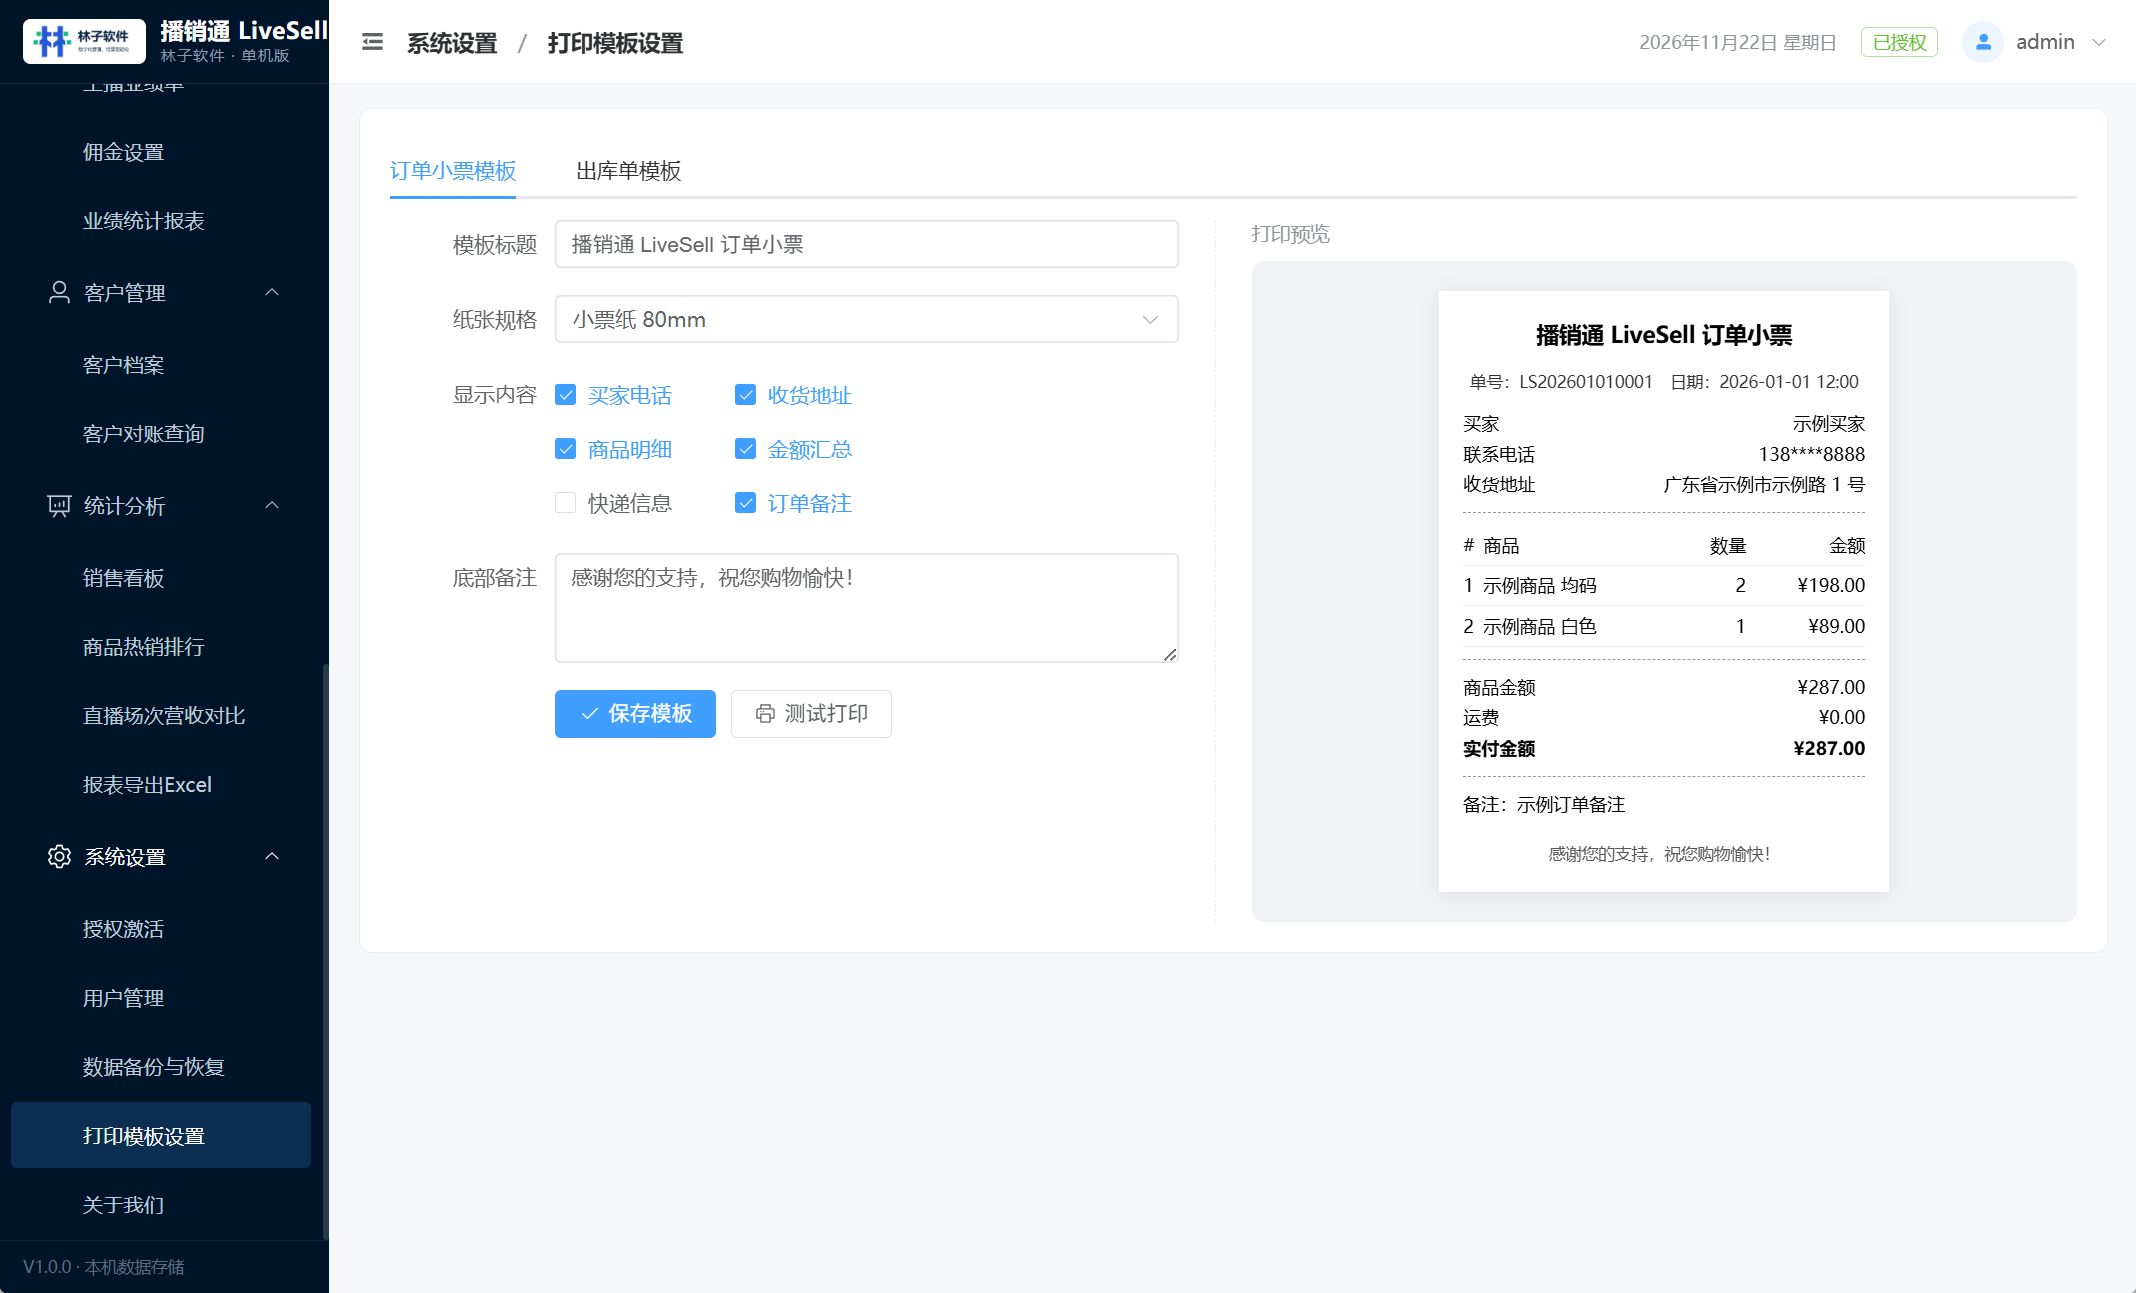 林子软件
播销通 LiveSell
林子软件 · 单机版
主播业绩单
佣金设置
业绩统计报表
客户管理
客户档案
客户对账查询
统计分析
销售看板
商品热销排行
直播场次营收对比
报表导出Excel
系统设置
授权激活
用户管理
数据备份与恢复
打印模板设置
关于我们
V1.0.0 · 本机数据存储
系统设置 / 打印模板设置
2026年11月22日 星期日
已授权
admin
订单小票模板
出库单模板
模板标题
播销通 LiveSell 订单小票
纸张规格
小票纸 80mm
显示内容
买家电话
收货地址
商品明细
金额汇总
快递信息
订单备注
底部备注
感谢您的支持，祝您购物愉快！
保存模板
测试打印
打印预览
播销通 LiveSell 订单小票
单号：LS202601010001 日期：2026-01-01 12:00
买家 示例买家
联系电话 138****8888
收货地址 广东省示例市示例路 1 号
# 商品 数量 金额
1 示例商品 均码 2 ¥198.00
2 示例商品 白色 1 ¥89.00
商品金额 ¥287.00
运费 ¥0.00
实付金额 ¥287.00
备注：示例订单备注
感谢您的支持，祝您购物愉快！